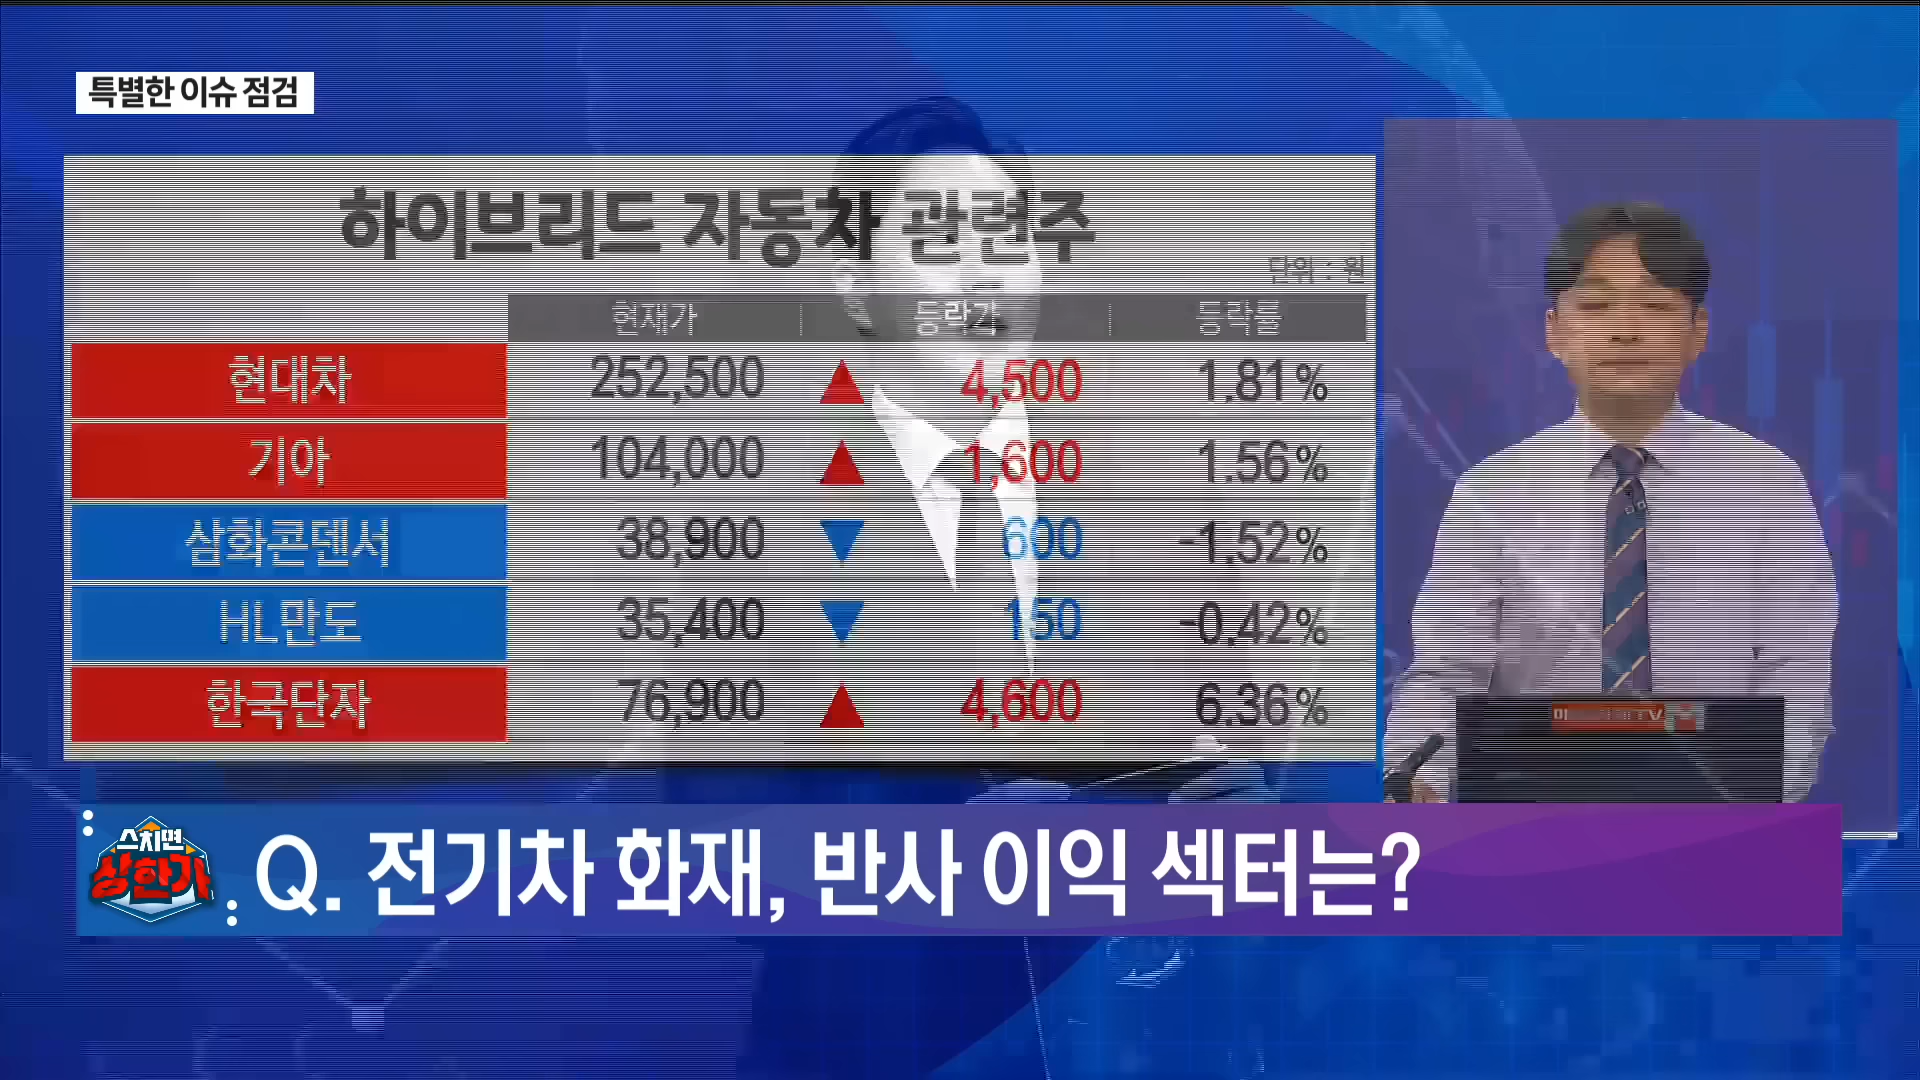 특별한 이슈 점검
하이브리드 자동차 관련주
단위 : 원
현재가 등락가 등락률
현대차 252,500 ▲ 4,500 1.81%
기아 104,000 ▲ 1,600 1.56%
삼화콘덴서 38,900 ▼ 600 -1.52%
HL만도 35,400 ▼ 150 -0.42%
한국단자 76,900 ▲ 4,600 6.36%
스치면
상한가
Q. 전기차 화재, 반사 이익 섹터는?